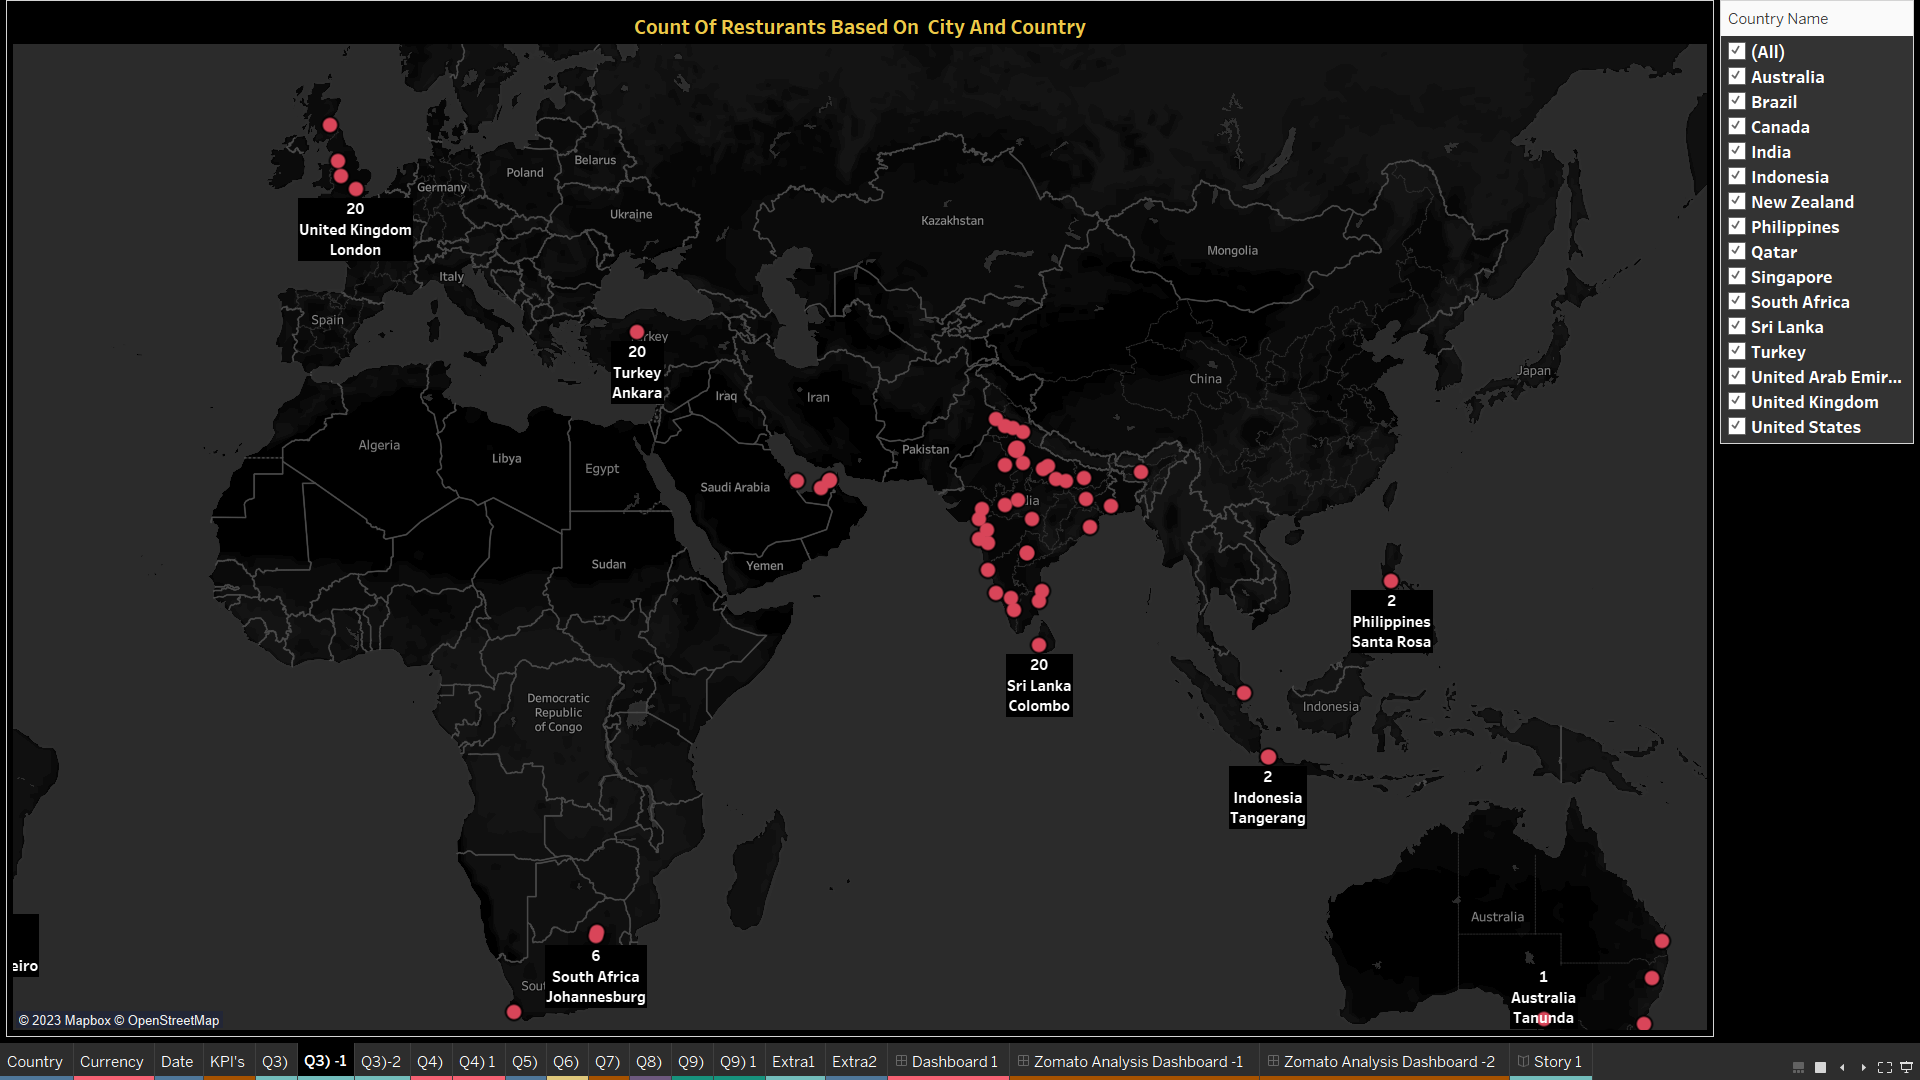 Count Of Resturants Based On  City And Country
Country Name
(All)
Australia
Brazil
Canada
India
Indonesia
New Zealand
Philippines
Qatar
Singapore
South Africa
Sri Lanka
Turkey
United Arab Emir...
United Kingdom
United States
Belarus
Poland
Germany
Ukraine
Kazakhstan
Mongolia
Italy
Spain
20
United Kingdom
London
rkey
20
Turkey
Ankara
Iraq
Iran
China
Japan
Algeria
Libya
Egypt
Pakistan
Saudi Arabia
lia
Sudan
Yemen
2
Philippines
Santa Rosa
20
Sri Lanka
Colombo
Democratic
Republic
of Congo
Indonesia
2
Indonesia
Tangerang
Australia
eiro
6
South Africa
Johannesburg
Sout
1
Australia
Tanunda
© 2023 Mapbox © OpenStreetMap
Country Currency Date KPI's Q3) Q3) -1 Q3)-2 Q4) Q4) 1 Q5) Q6) Q7) Q8) Q9) Q9) 1 Extra1 Extra2 Dashboard 1 Zomato Analysis Dashboard -1 Zomato Analysis Dashboard -2 Story 1